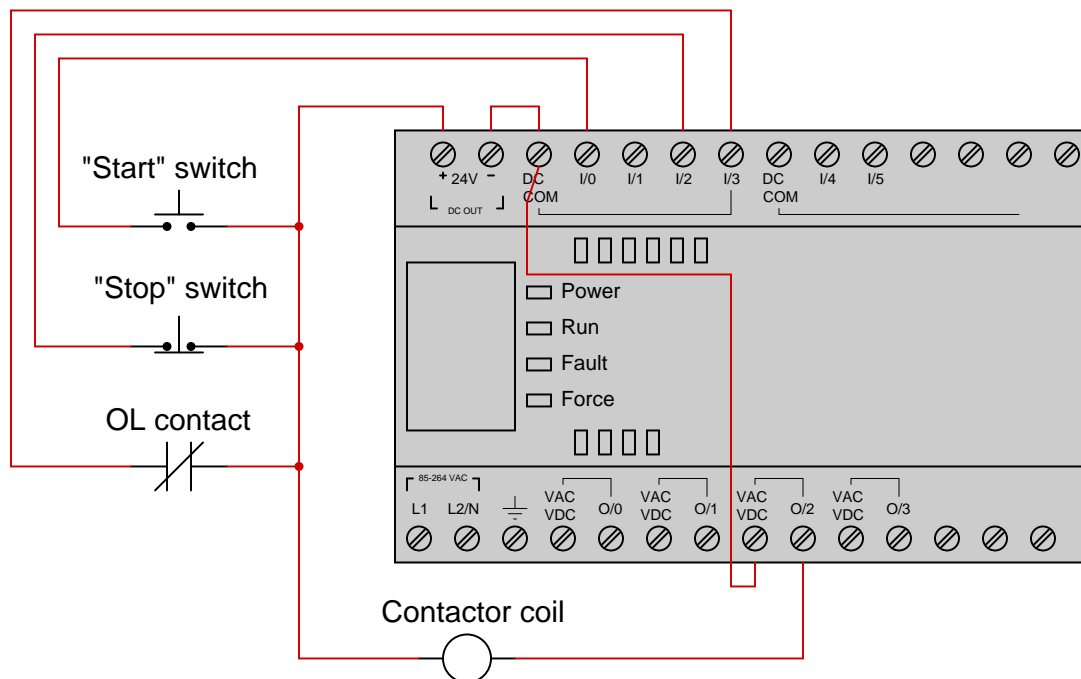 "Start" switch
"Stop" switch
OL contact
+ 24V -
DC OUT
DC
COM
I/0
I/1
I/2
I/3
DC
COM
I/4
I/5
Power
Run
Fault
Force
85-264 VAC
L1
L2/N
VAC
VDC
O/0
VAC
VDC
O/1
VAC
VDC
O/2
VAC
VDC
O/3
Contactor coil